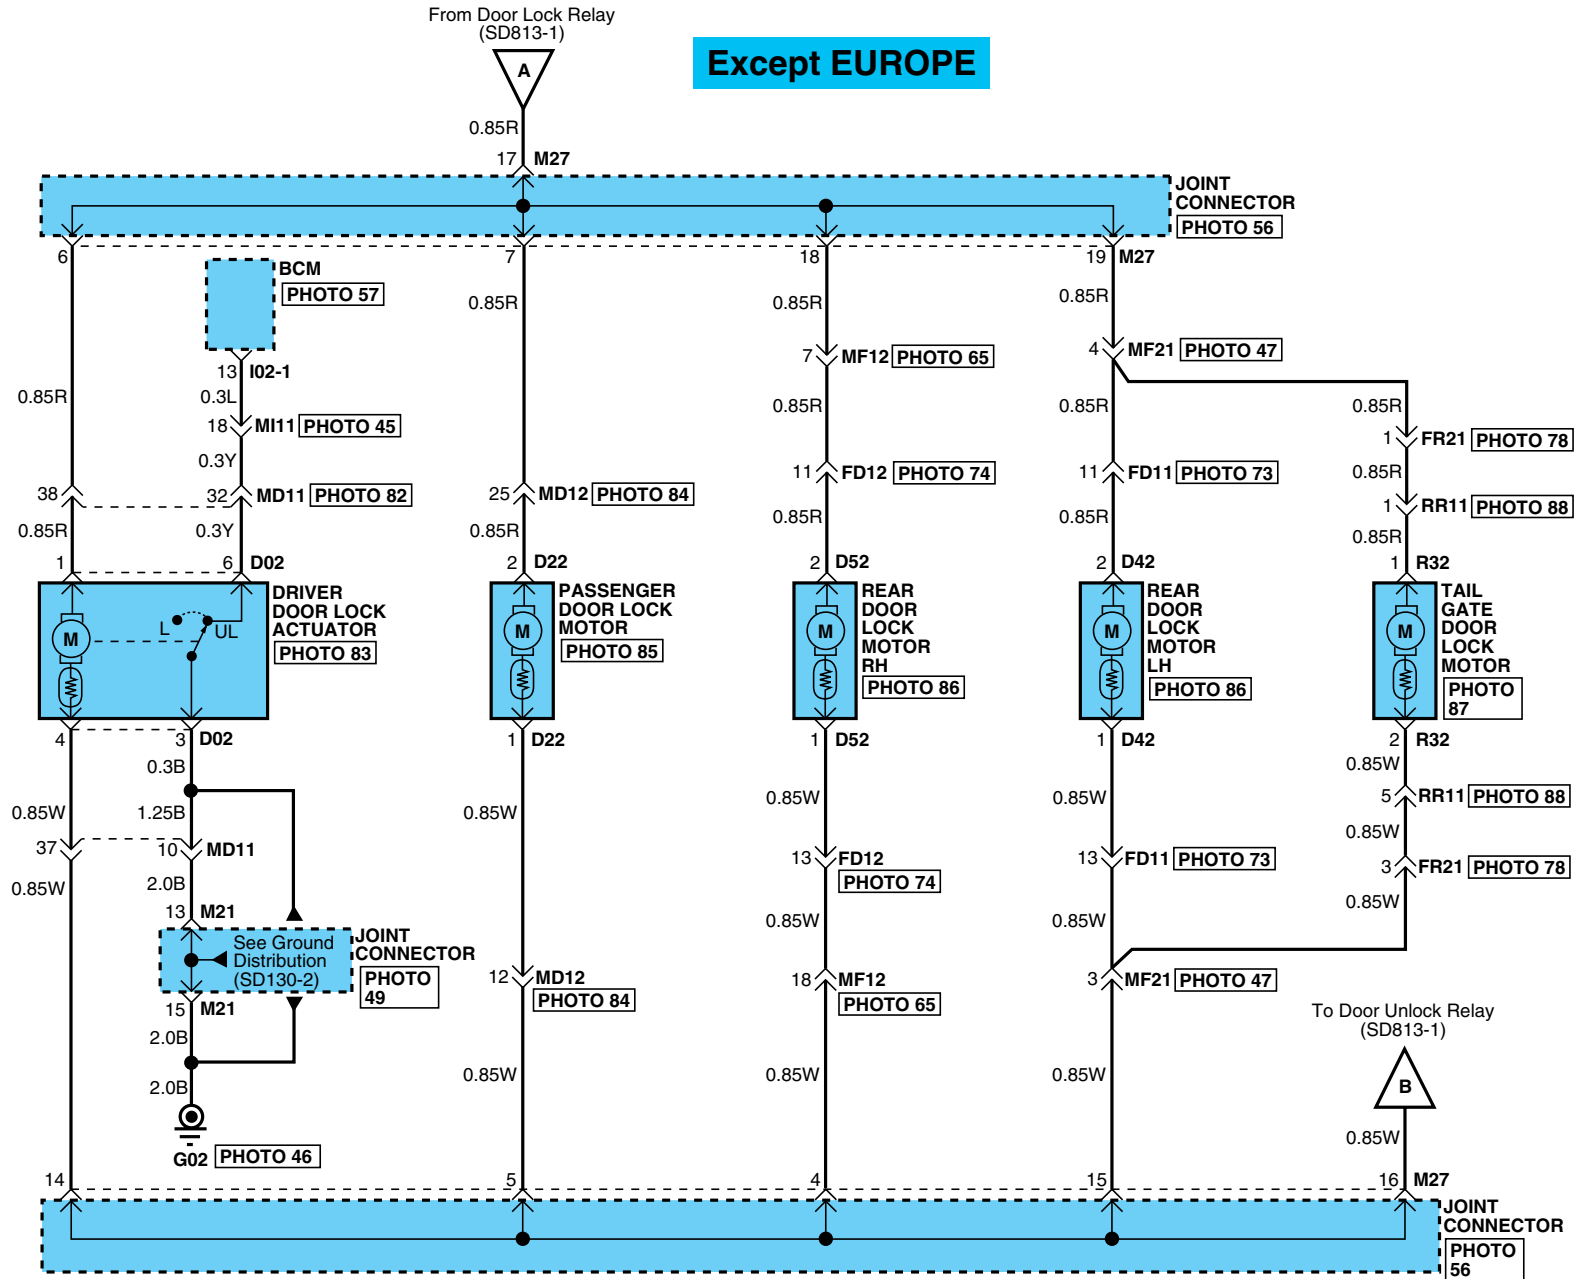 From Door Lock Relay
(SD813-1)
A
Except EUROPE
0.85R
17 M27
JOINT
CONNECTOR
PHOTO 56
6
7
18
19 M27
BCM
PHOTO 57
13 I02-1
0.3L
18 MI11 PHOTO 45
0.3Y
0.85R
38
32 MD11 PHOTO 82
0.85R
0.3Y
1
6 D02
DRIVER
DOOR LOCK
ACTUATOR
PHOTO 83
M
L
UL
4
3 D02
0.3B
0.85W
1.25B
37
10 MD11
0.85W
2.0B
13 M21
See Ground
Distribution
(SD130-2)
JOINT
CONNECTOR
PHOTO
49
15 M21
2.0B
2.0B
G02 PHOTO 46
14
0.85R
25 MD12 PHOTO 84
0.85R
2 D22
PASSENGER
DOOR LOCK
MOTOR
PHOTO 85
M
1 D22
0.85W
12 MD12
PHOTO 84
0.85W
5
0.85R
7 MF12 PHOTO 65
0.85R
11 FD12 PHOTO 74
0.85R
2 D52
REAR
DOOR
LOCK
MOTOR
RH
PHOTO 86
M
1 D52
0.85W
13 FD12
PHOTO 74
0.85W
18 MF12
PHOTO 65
0.85W
4
0.85R
4 MF21 PHOTO 47
0.85R
11 FD11 PHOTO 73
0.85R
2 D42
REAR
DOOR
LOCK
MOTOR
LH
PHOTO 86
M
1 D42
0.85W
13 FD11 PHOTO 73
0.85W
3 MF21 PHOTO 47
0.85W
15
0.85R
1 FR21 PHOTO 78
0.85R
1 RR11 PHOTO 88
0.85R
1 R32
TAIL
GATE
DOOR
LOCK
MOTOR
PHOTO
87
M
2 R32
0.85W
5 RR11 PHOTO 88
0.85W
3 FR21 PHOTO 78
0.85W
To Door Unlock Relay
(SD813-1)
B
0.85W
16 M27
JOINT
CONNECTOR
PHOTO
56